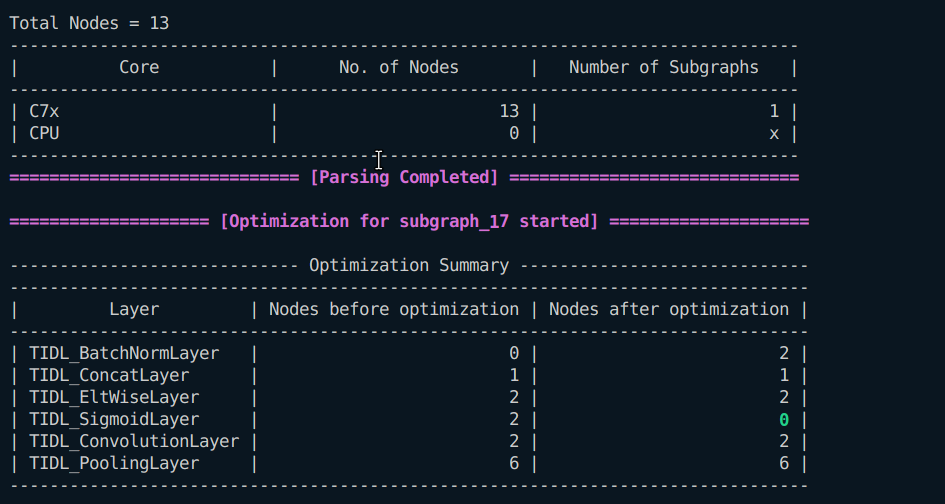 Total Nodes = 13
-------------------------------------------------------------------------------
|          Core           |      No. of Nodes       |   Number of Subgraphs   |
-------------------------------------------------------------------------------
| C7x                     |                      13 |                       1 |
| CPU                     |                       0 |                       x |
-------------------------------------------------------------------------------
============================= [Parsing Completed] =============================
==================== [Optimization for subgraph_17 started] ====================
----------------------------- Optimization Summary -----------------------------
--------------------------------------------------------------------------------
|         Layer         | Nodes before optimization | Nodes after optimization |
--------------------------------------------------------------------------------
| TIDL_BatchNormLayer   |                         0 |                        2 |
| TIDL_ConcatLayer      |                         1 |                        1 |
| TIDL_EltWiseLayer     |                         2 |                        2 |
| TIDL_SigmoidLayer     |                         2 |                        0 |
| TIDL_ConvolutionLayer |                         2 |                        2 |
| TIDL_PoolingLayer     |                         6 |                        6 |
--------------------------------------------------------------------------------